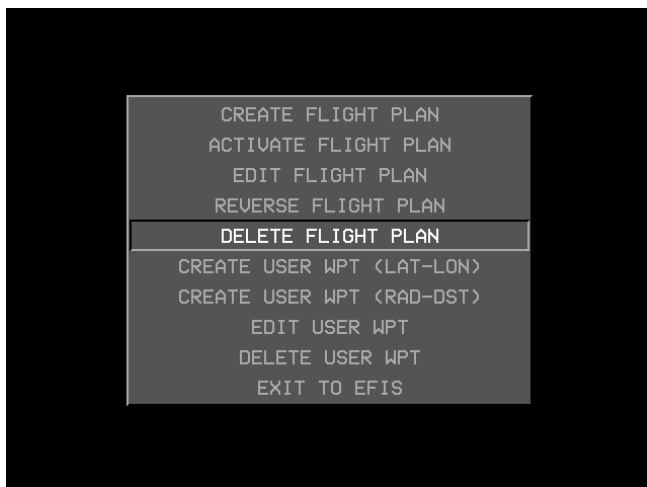 CREATE FLIGHT PLAN
ACTIVATE FLIGHT PLAN
EDIT FLIGHT PLAN
REVERSE FLIGHT PLAN
DELETE FLIGHT PLAN
CREATE USER WPT (LAT-LON)
CREATE USER WPT (RAD-DST)
EDIT USER WPT
DELETE USER WPT
EXIT TO EFIS